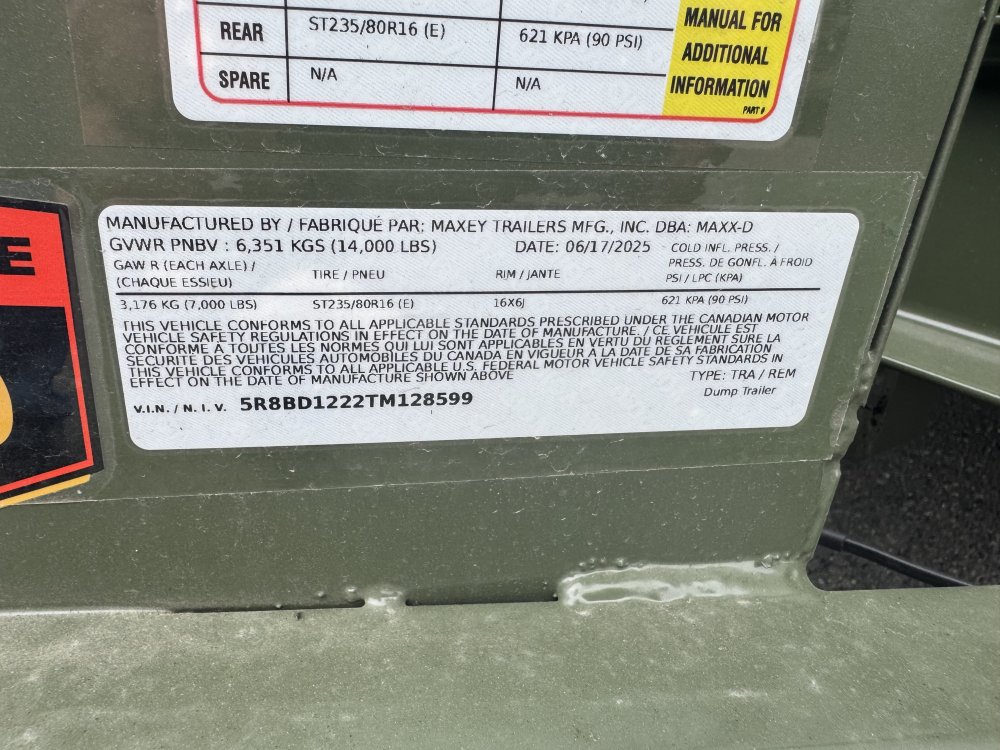 REAR ST235/80R16 (E) 621 KPA (90 PSI)
SPARE N/A N/A
MANUAL FOR
ADDITIONAL
INFORMATION
PART #
E
MANUFACTURED BY / FABRIQUÉ PAR: MAXEY TRAILERS MFG., INC. DBA: MAXX-D
GVWR PNBV : 6,351 KGS (14,000 LBS) DATE: 06/17/2025
COLD INFL. PRESS. /
GAW R (EACH AXLE) / TIRE / PNEU RIM / JANTE PRESS. DE GONFL. À FROID
(CHAQUE ESSIEU) PSI / LPC (KPA)
3,176 KG (7,000 LBS) ST235/80R16 (E) 16X6J 621 KPA (90 PSI)
THIS VEHICLE CONFORMS TO ALL APPLICABLE STANDARDS PRESCRIBED UNDER THE CANADIAN MOTOR
VEHICLE SAFETY REGULATIONS IN EFFECT ON THE DATE OF MANUFACTURE. / CE VEHICULE EST
CONFORME A TOUTES LES NORMES QUI LUI SONT APPLICABLES EN VERTU DU REGLEMENT SURE LA
SECURITE DES VEHICULES AUTOMOBILES DU CANADA EN VIGUEUR A LA DATE DE SA FABRICATION
THIS VEHICLE CONFORMS TO ALL APPLICABLE U.S. FEDERAL MOTOR VEHICLE SAFETY STANDARDS IN
EFFECT ON THE DATE OF MANUFACTURE SHOWN ABOVE
TYPE: TRA / REM
Dump Trailer
V.I.N. / N. I. V. 5R8BD1222TM128599